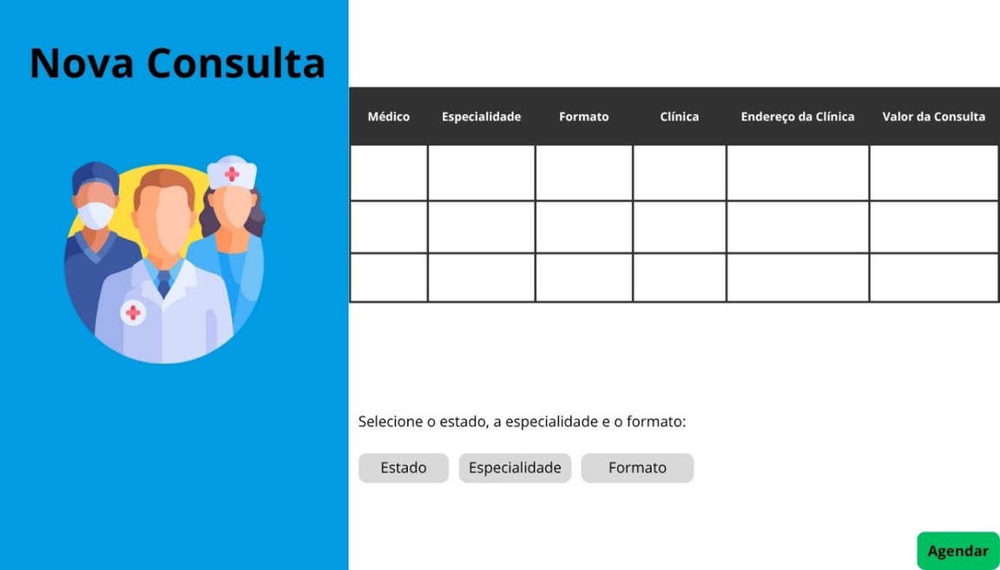 Nova Consulta
Médico Especialidade Formato Clínica Endereço da Clínica Valor da Consulta
Selecione o estado, a especialidade e o formato:
Estado Especialidade Formato
Agendar